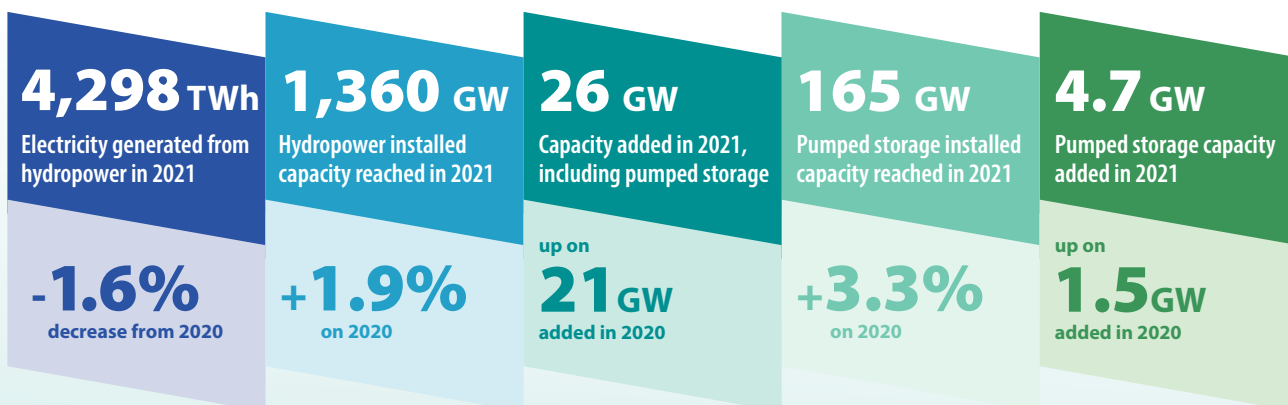 4,298 TWh
Electricity generated from
hydropower in 2021
-1.6%
decrease from 2020
1,360 GW
Hydropower installed
capacity reached in 2021
+1.9%
on 2020
26 GW
Capacity added in 2021,
including pumped storage
up on
21 GW
added in 2020
165 GW
Pumped storage installed
capacity reached in 2021
+3.3%
on 2020
4.7 GW
Pumped storage capacity
added in 2021
up on
1.5 GW
added in 2020